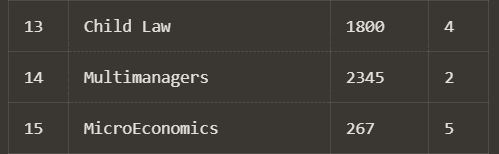 13 Child Law 1800 4
14 Multimanagers 2345 2
15 MicroEconomics 267 5